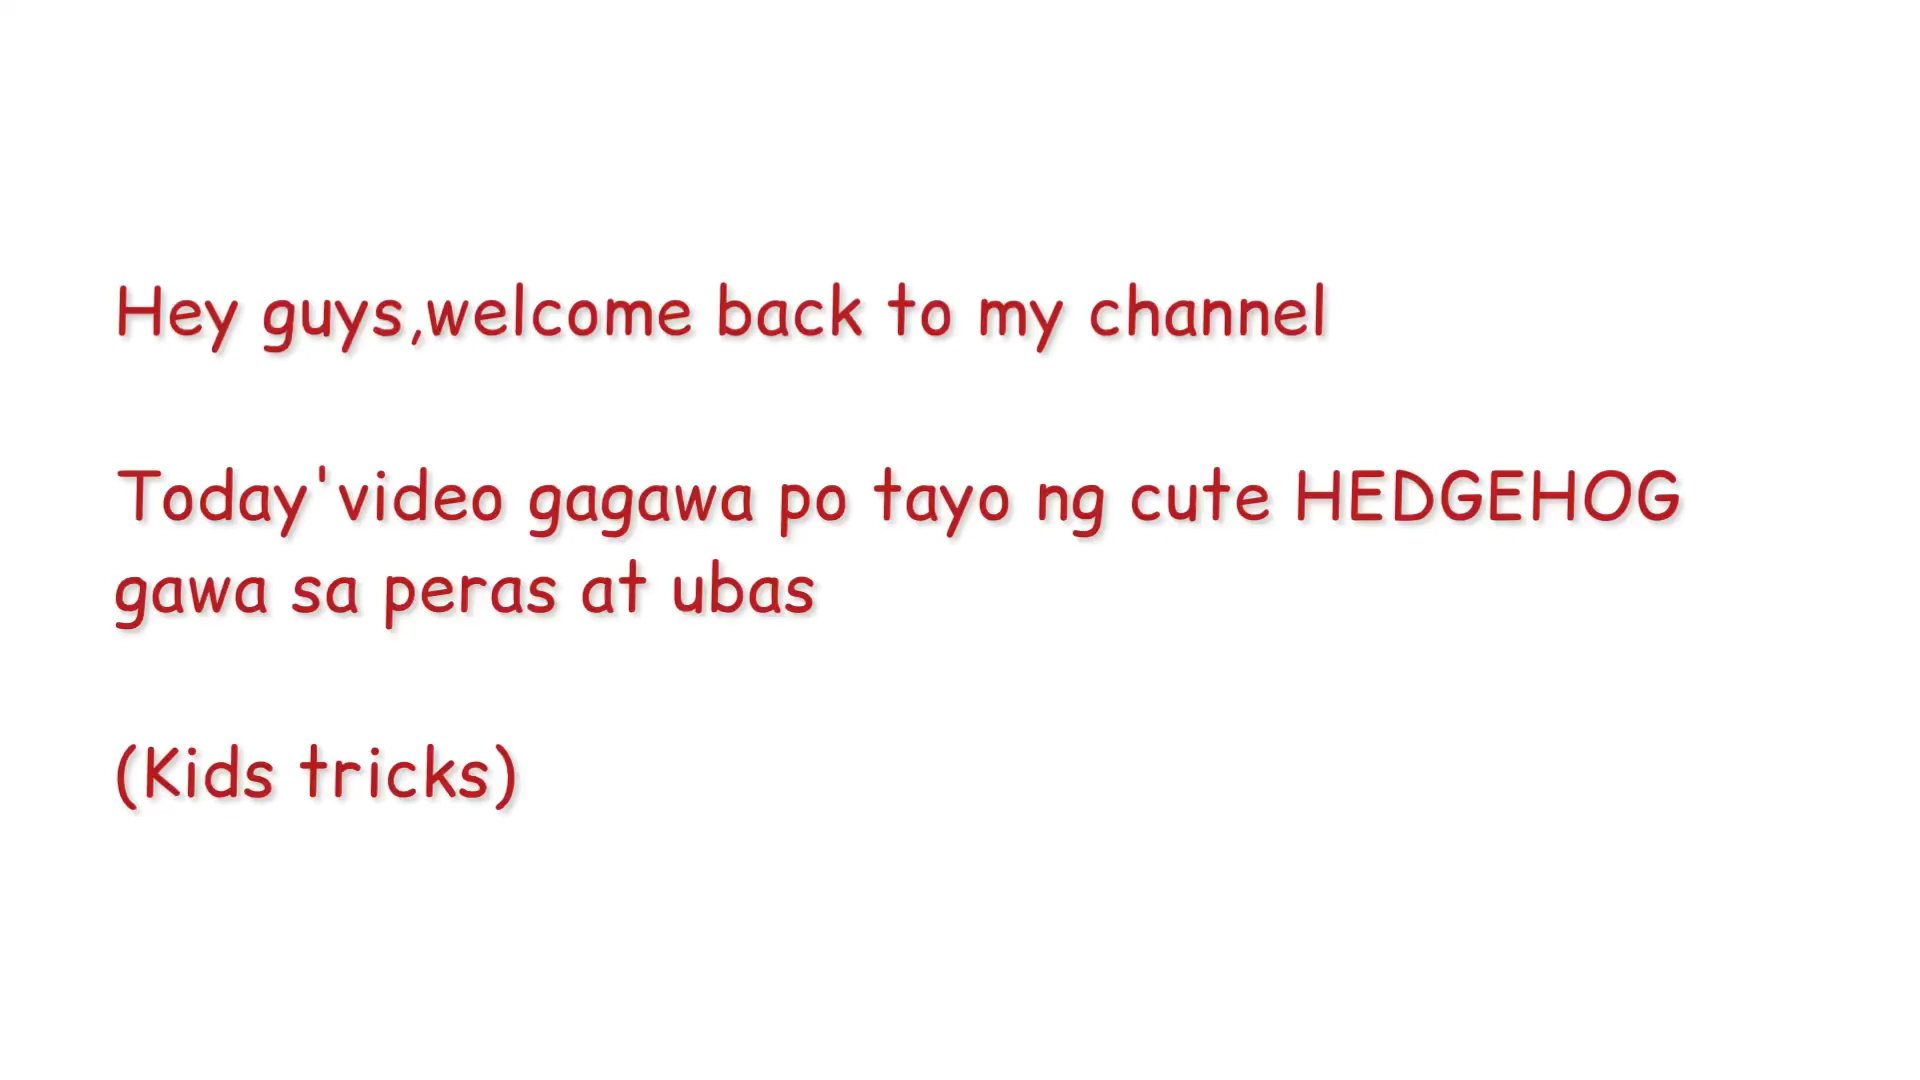 Hey guys,welcome back to my channel
Today'video gagawa po tayo ng cute HEDGEHOG
gawa sa peras at ubas
(Kids tricks)